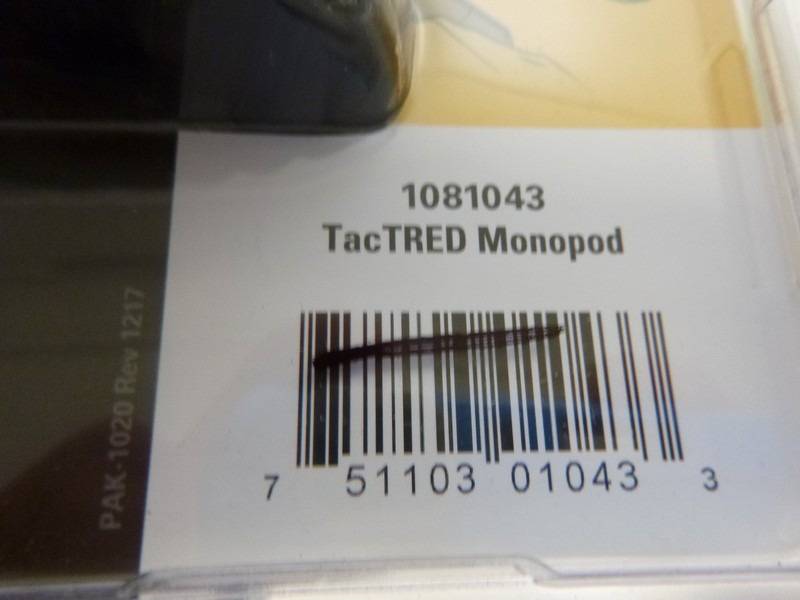 1081043
TacTRED Monopod
7 51103 01043 3
PAK-1020 Rev 1217